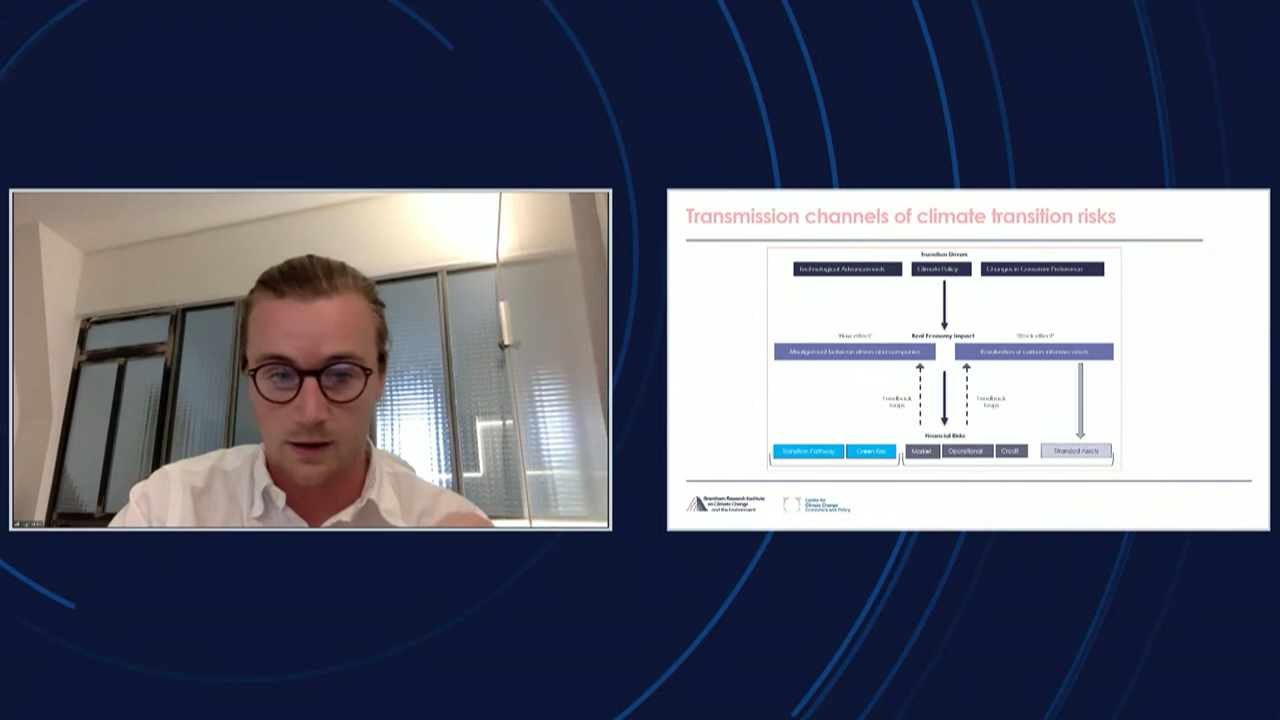 Transmission channels of climate transition risks
Transition Drivers
Technological Advancements
Climate Policy
Changes in Consumer Preference
"Flow effect"
Real Economy Impact
"Stock effect"
Misalignment between drivers and companies
Revaluation of carbon intensive assets
Feedback
loops
Feedback
loops
Financial Risks
Transition Pathway
Green Risk
Market
Operational
Credit
Stranded Assets
Grantham Research Institute
on Climate Change
and the Environment
Centre for
Climate Change
Economics and Policy